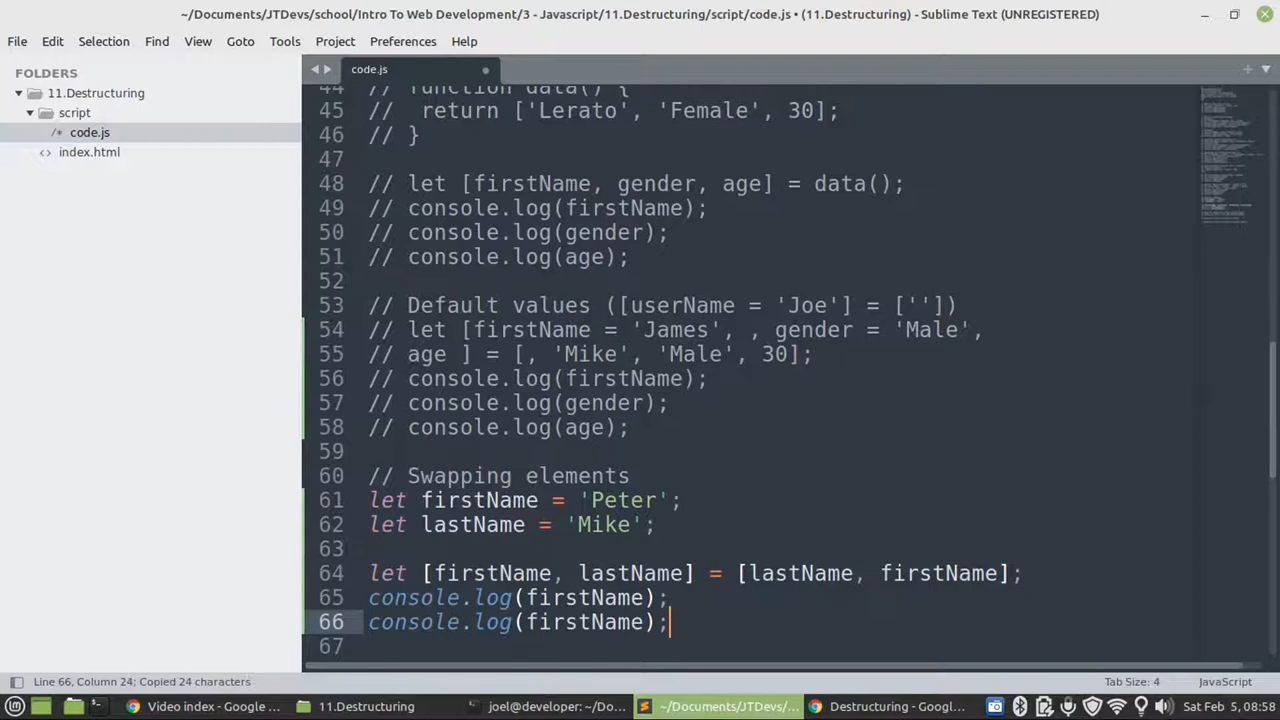 ~/Documents/JTDevs/school/Intro To Web Development/3 - Javascript/11.Destructuring/script/code.js • (11.Destructuring) - Sublime Text (UNREGISTERED)
File Edit Selection Find View Goto Tools Project Preferences Help
FOLDERS
11.Destructuring
script
/* code.js
<> index.html
code.js
44 // function data() {
45 //  return ['Lerato', 'Female', 30];
46 // }
47
48 // let [firstName, gender, age] = data();
49 // console.log(firstName);
50 // console.log(gender);
51 // console.log(age);
52
53 // Default values ([userName = 'Joe'] = [''])
54 // let [firstName = 'James', , gender = 'Male',
55 // age ] = [, 'Mike', 'Male', 30];
56 // console.log(firstName);
57 // console.log(gender);
58 // console.log(age);
59
60 // Swapping elements
61 let firstName = 'Peter';
62 let lastName = 'Mike';
63
64 let [firstName, lastName] = [lastName, firstName];
65 console.log(firstName);
66 console.log(firstName);
67
Line 66, Column 24; Copied 24 characters Tab Size: 4 JavaScript
Video index - Google ... 11.Destructuring joel@developer: ~/Do... ~/Documents/JTDevs/... Destructuring - Googl... Sat Feb 5, 08:58